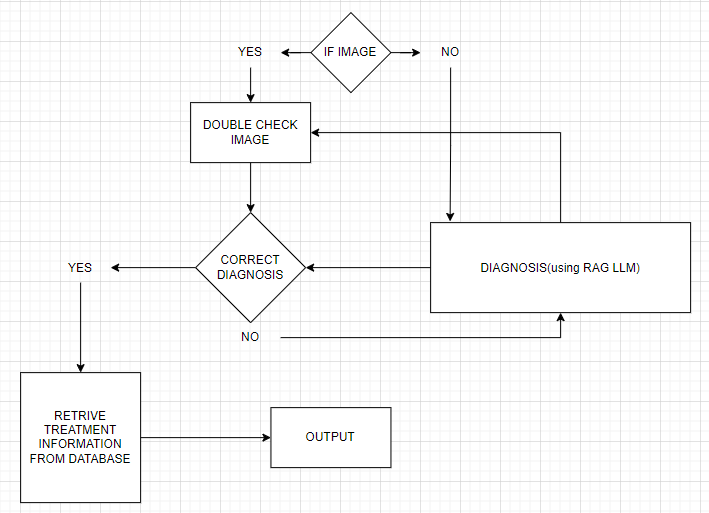 YES
IF IMAGE
NO
DOUBLE CHECK
IMAGE
CORRECT
DIAGNOSIS
YES
DIAGNOSIS(using RAG LLM)
NO
RETRIVE
TREATMENT
INFORMATION
FROM DATABASE
OUTPUT